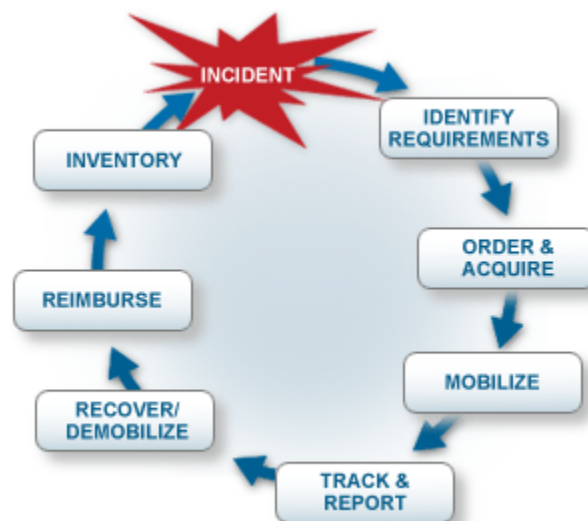 INCIDENT
IDENTIFY
REQUIREMENTS
ORDER &
ACQUIRE
MOBILIZE
TRACK &
REPORT
RECOVER/
DEMOBILIZE
REIMBURSE
INVENTORY